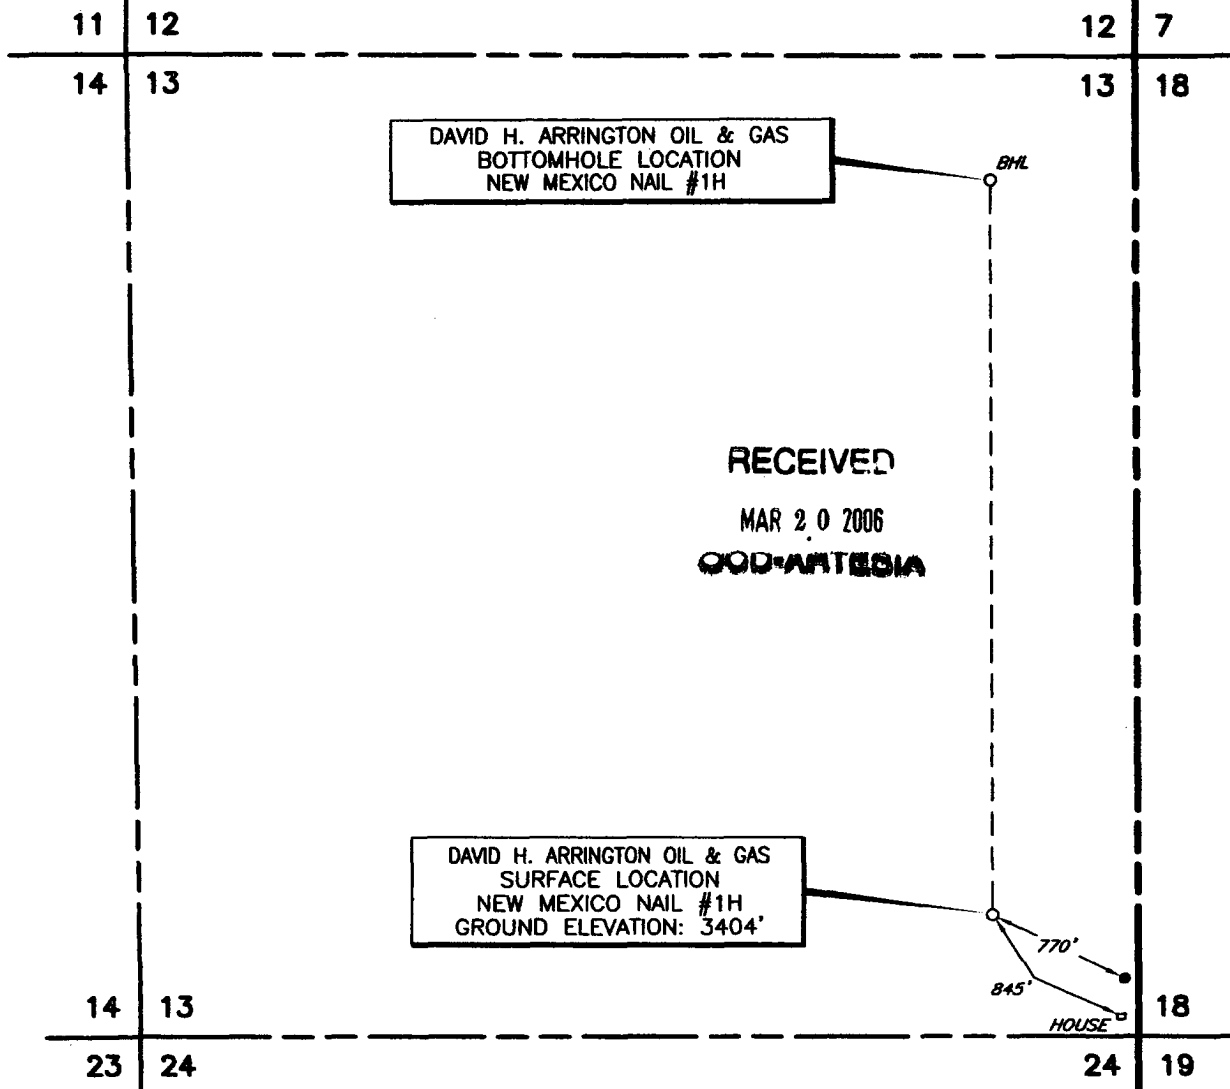 11 12
12 7
14 13
13 18
DAVID H. ARRINGTON OIL & GAS
BOTTOMHOLE LOCATION
NEW MEXICO NAIL #1H
BHL
RECEIVED
MAR 20 2006
OCD-ARTESIA
DAVID H. ARRINGTON OIL & GAS
SURFACE LOCATION
NEW MEXICO NAIL #1H
GROUND ELEVATION: 3404'
770'
845'
HOUSE
14 13
18
23 24
24 19